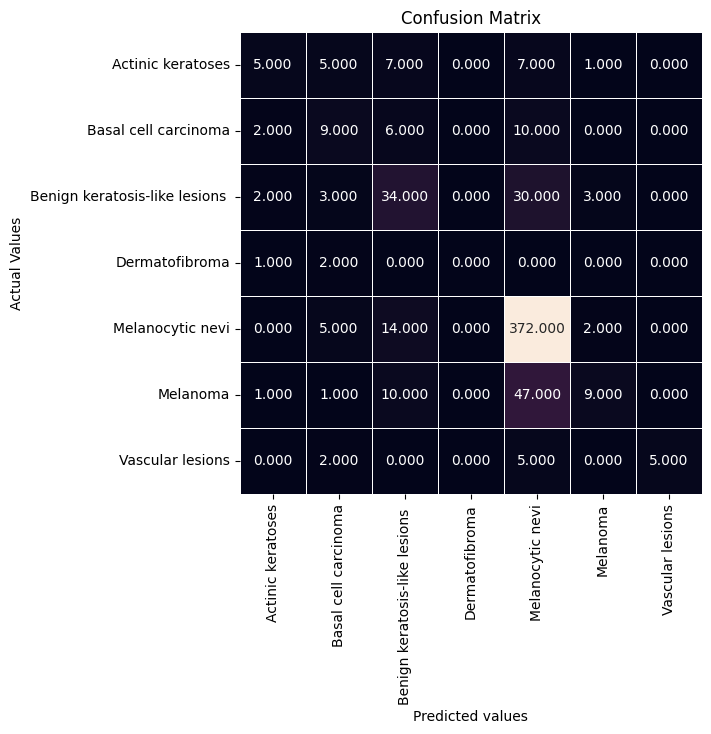 Confusion Matrix
Actual Values
Actinic keratoses 5.000 5.000 7.000 0.000 7.000 1.000 0.000
Basal cell carcinoma 2.000 9.000 6.000 0.000 10.000 0.000 0.000
Benign keratosis-like lesions 2.000 3.000 34.000 0.000 30.000 3.000 0.000
Dermatofibroma 1.000 2.000 0.000 0.000 0.000 0.000 0.000
Melanocytic nevi 0.000 5.000 14.000 0.000 372.000 2.000 0.000
Melanoma 1.000 1.000 10.000 0.000 47.000 9.000 0.000
Vascular lesions 0.000 2.000 0.000 0.000 5.000 0.000 5.000
Actinic keratoses
Basal cell carcinoma
Benign keratosis-like lesions
Dermatofibroma
Melanocytic nevi
Melanoma
Vascular lesions
Predicted values